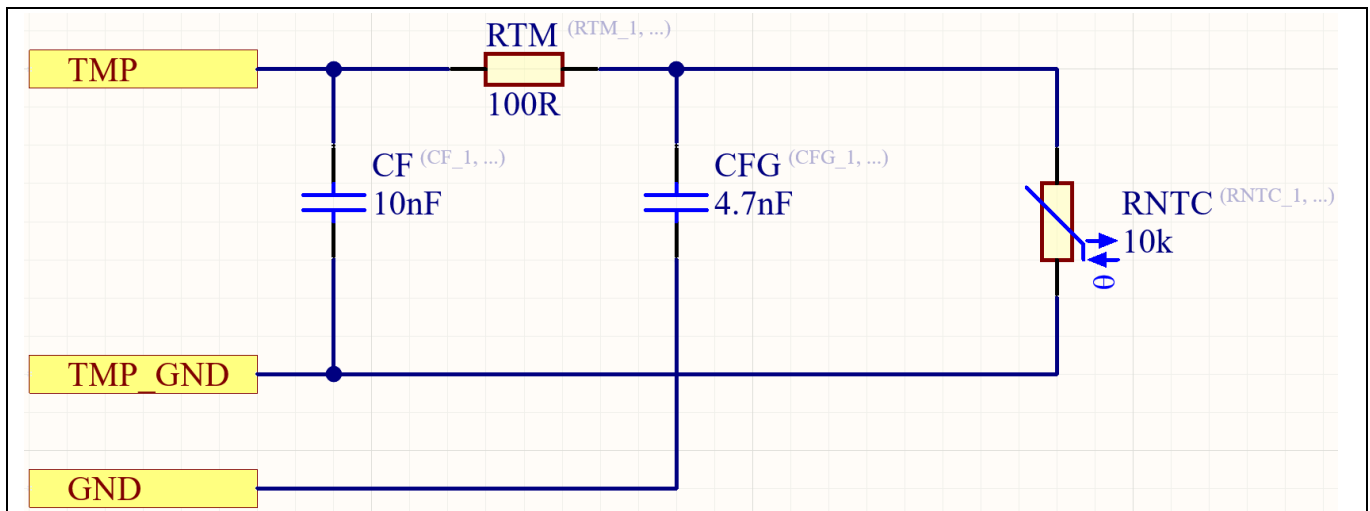 RTM (RTM_1, ...)
TMP
100R
CF (CF_1, ...)
10nF
CFG (CFG_1, ...)
4.7nF
RNTC (RNTC_1, ...)
10k
θ
TMP_GND
GND